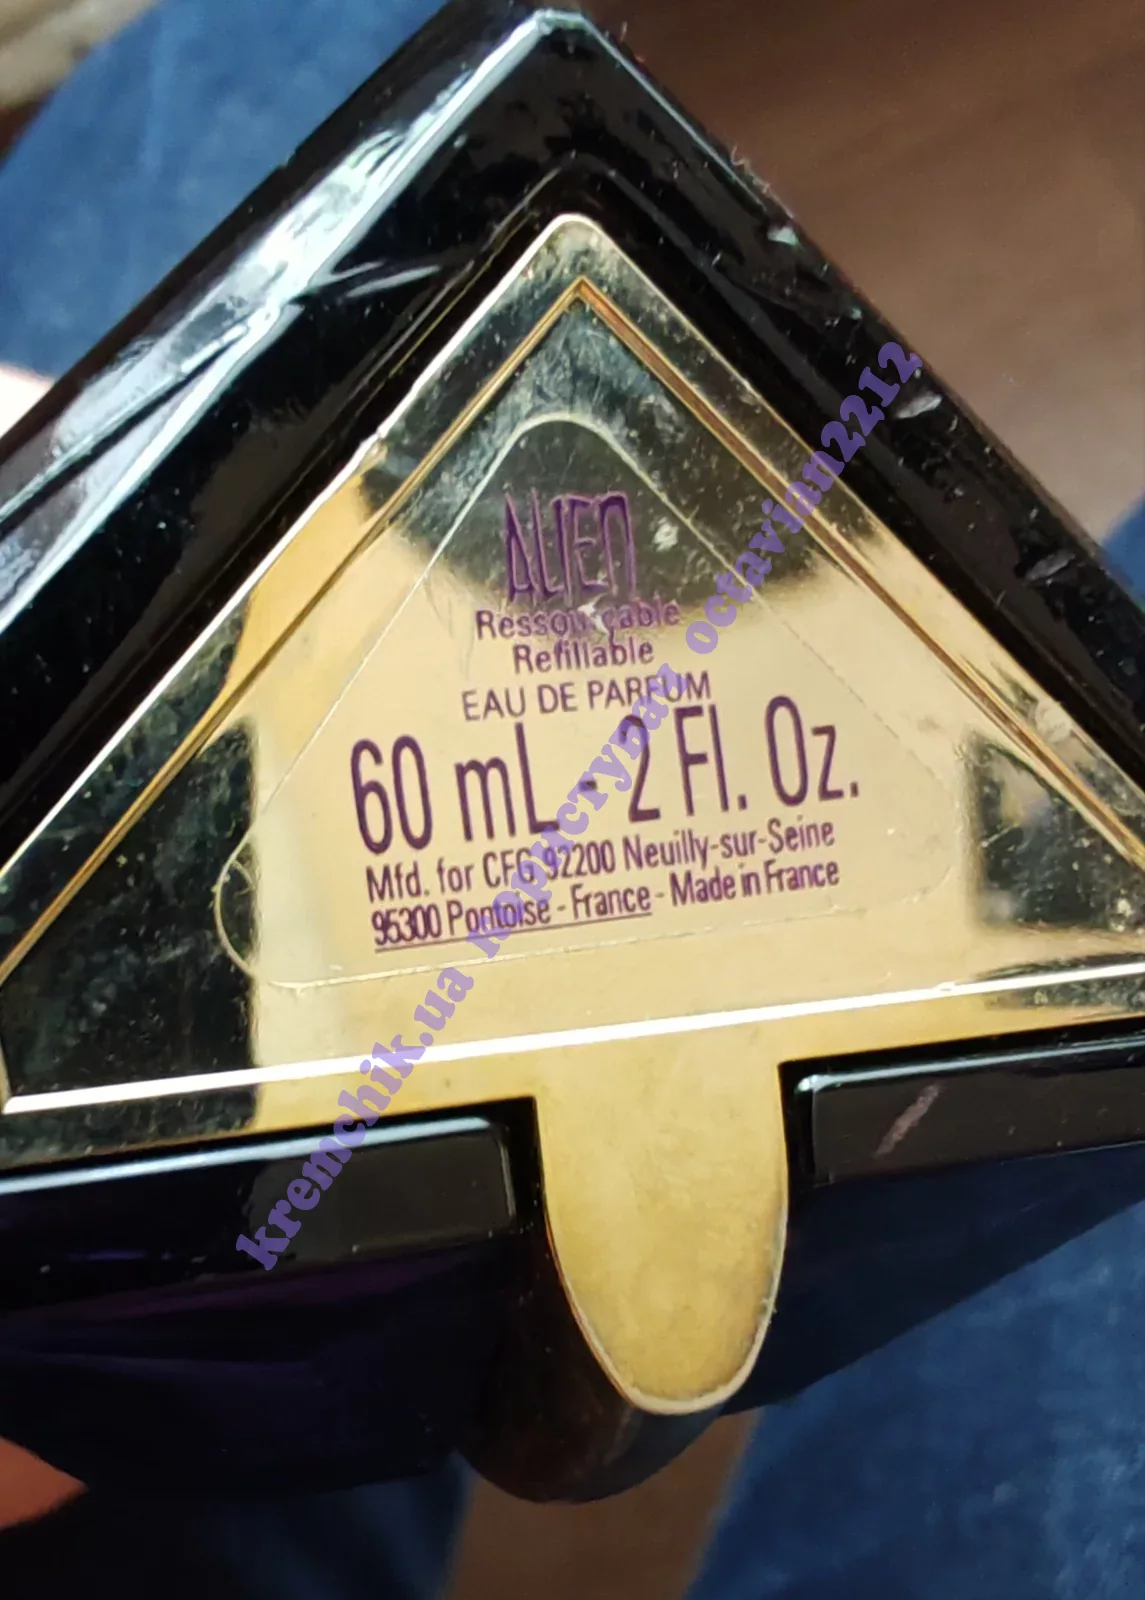 ALIEN
Ressourçable
Refillable
EAU DE PARFUM
60 mL - 2 Fl. Oz.
Mfd. for CFG 92200 Neuilly-sur-Seine
95300 Pontoise - France - Made in France
kremchik.ua користувач octavian2212